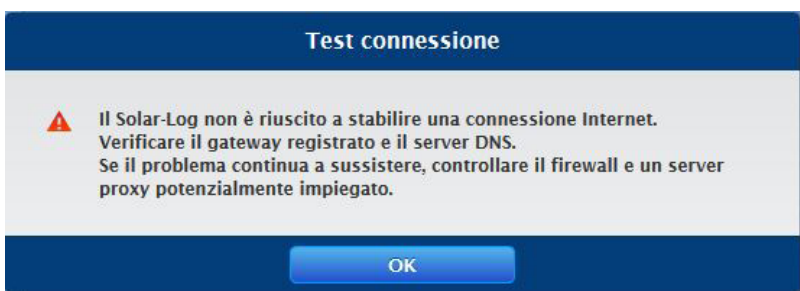 Test connessione
Il Solar-Log non è riuscito a stabilire una connessione Internet.
Verificare il gateway registrato e il server DNS.
Se il problema continua a sussistere, controllare il firewall e un server
proxy potenzialmente impiegato.
OK